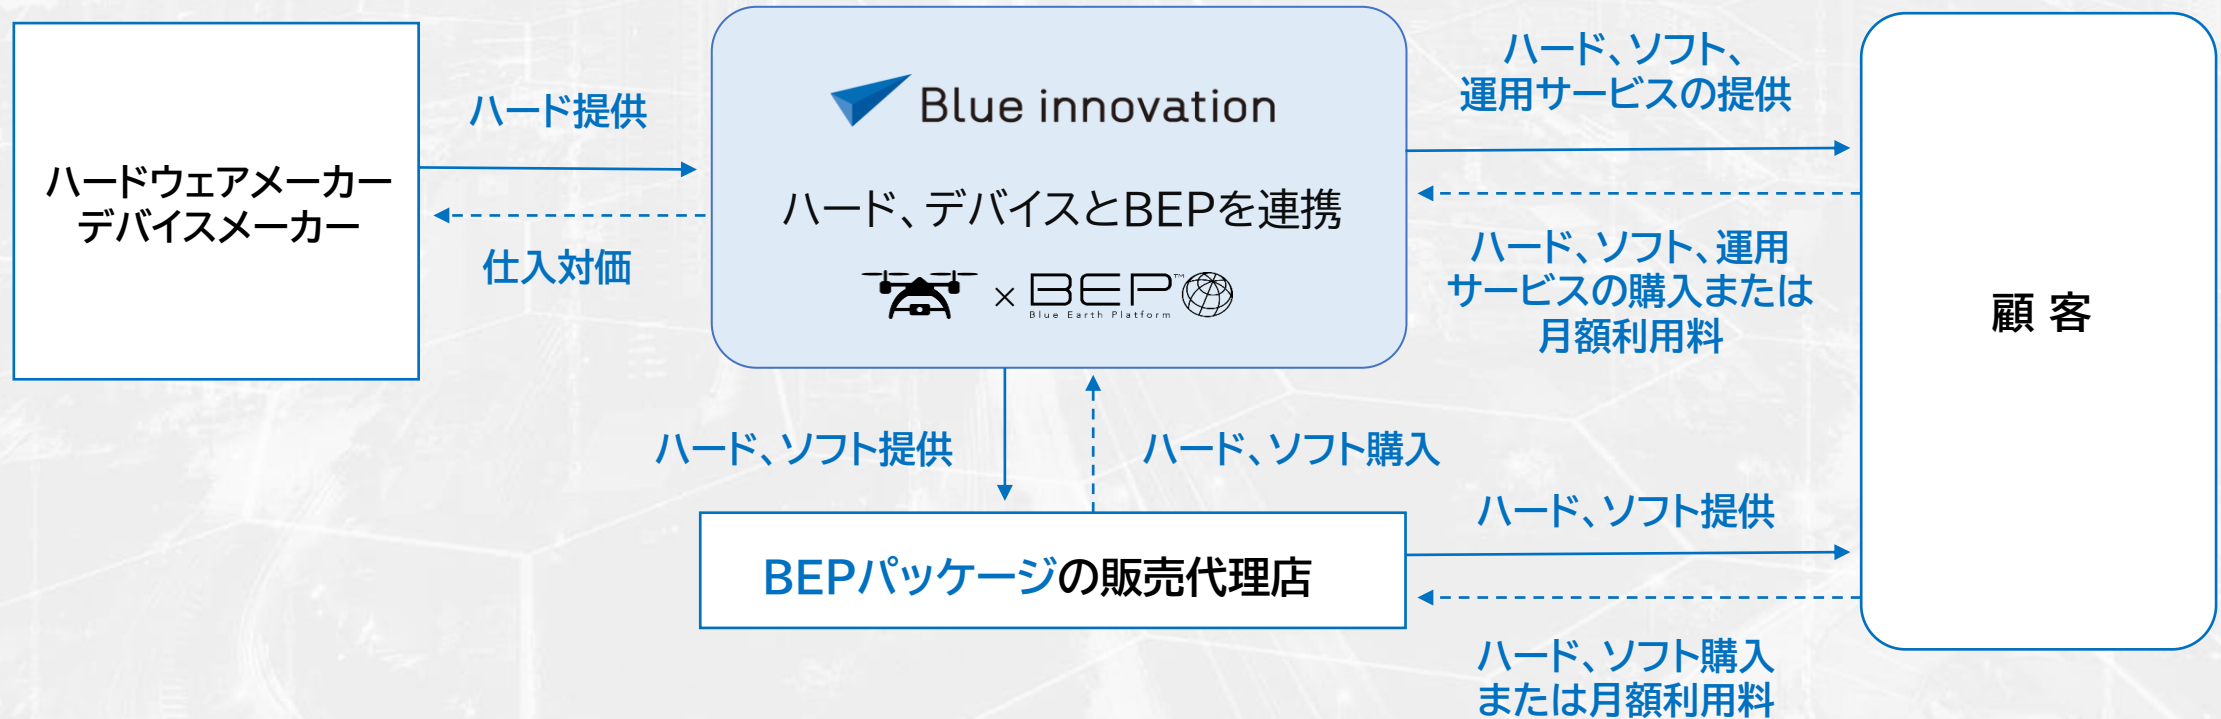 ハードウェアメーカー
デバイスメーカー
ハード提供
仕入対価
Blue innovation
ハード、デバイスとBEPを連携
× BEP™
Blue Earth Platform
ハード、ソフト、
運用サービスの提供
ハード、ソフト、運用
サービスの購入または
月額利用料
顧 客
ハード、ソフト提供
ハード、ソフト購入
BEPパッケージの販売代理店
ハード、ソフト提供
ハード、ソフト購入
または月額利用料